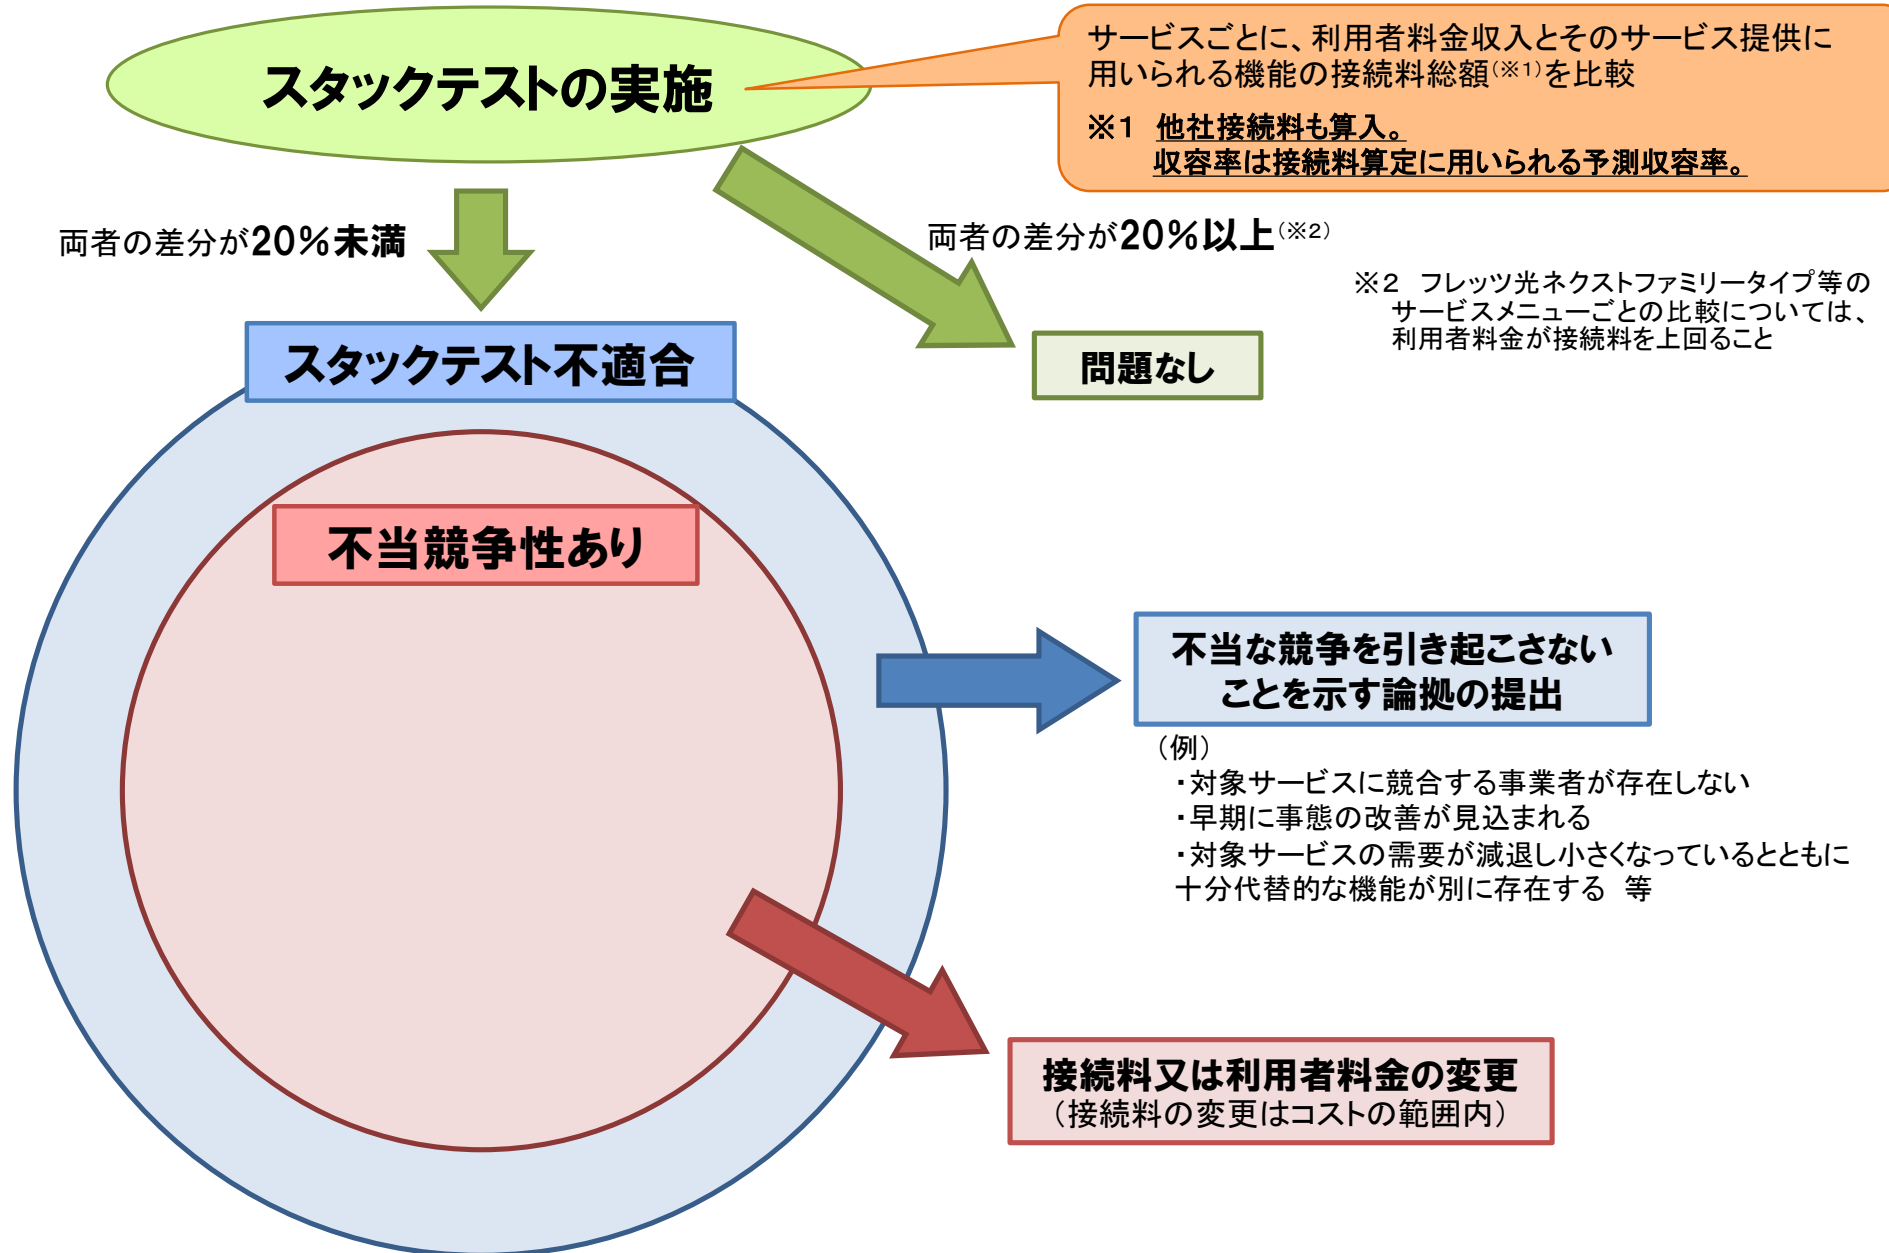 スタックテストの実施
サービスごとに、利用者料金収入とそのサービス提供に
用いられる機能の接続料総額(※1)を比較
※1 他社接続料も算入。
収容率は接続料算定に用いられる予測収容率。
両者の差分が20%未満
両者の差分が20%以上(※2)
※2 フレッツ光ネクストファミリータイプ等の
サービスメニューごとの比較については、
利用者料金が接続料を上回ること
スタックテスト不適合
問題なし
不当競争性あり
不当な競争を引き起こさない
ことを示す論拠の提出
(例)
・対象サービスに競合する事業者が存在しない
・早期に事態の改善が見込まれる
・対象サービスの需要が減退し小さくなっているとともに
十分代替的な機能が別に存在する 等
接続料又は利用者料金の変更
(接続料の変更はコストの範囲内)